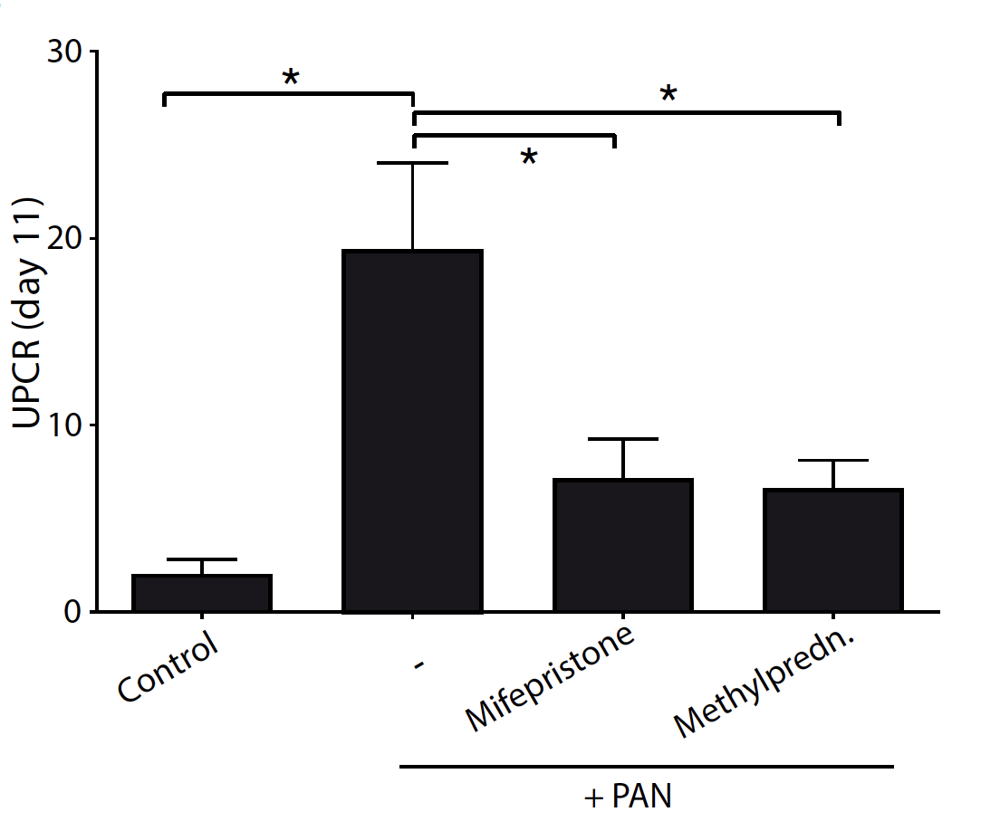 30
*
*
*
20
10
0
UPCR (day 11)
Control
-
Mifepristone
Methylpredn.
+ PAN